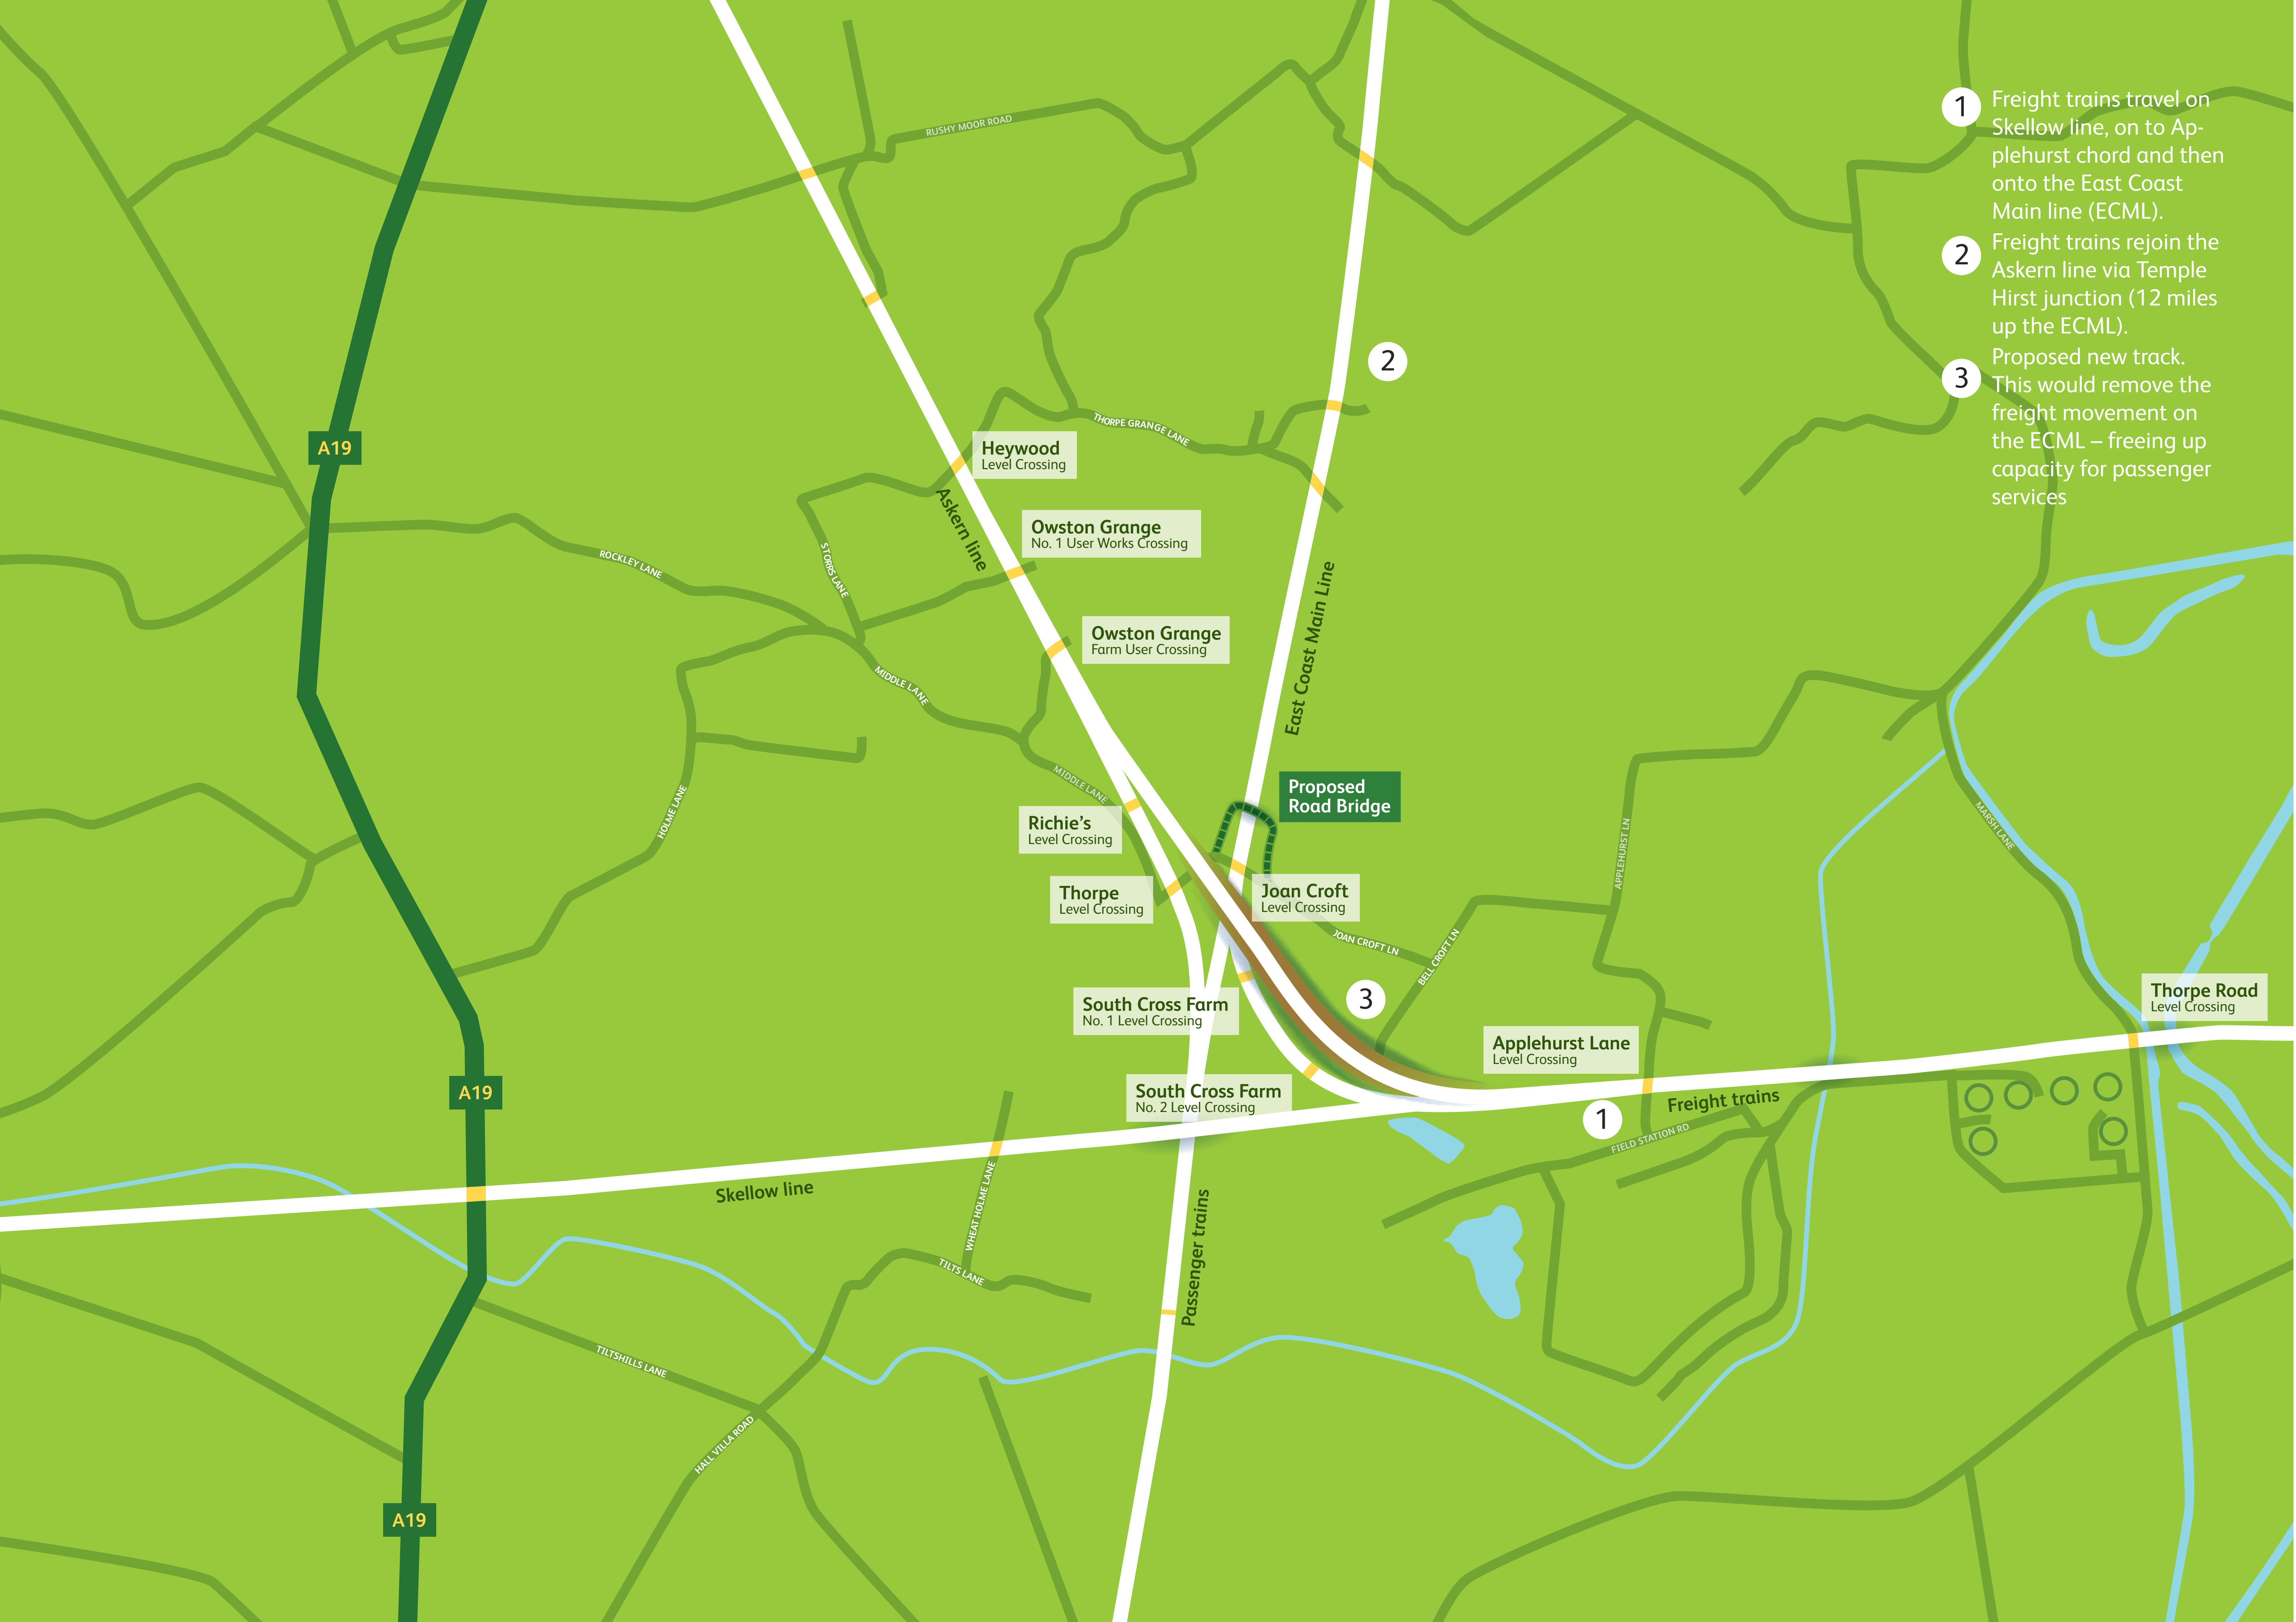 RUSHY MOOR ROAD
1
Freight trains travel on
Skellow line, on to Ap-
plehurst chord and then
onto the East Coast
Main line (ECML).
2
Freight trains rejoin the
Askern line via Temple
Hirst junction (12 miles
up the ECML).
3
Proposed new track.
This would remove the
freight movement on
the ECML – freeing up
capacity for passenger
services
2
THORPE GRANGE LANE
A19
Heywood
Level Crossing
Askern line
Owston Grange
No. 1 User Works Crossing
ROCKLEY LANE
STORRS LANE
East Coast Main Line
Owston Grange
Farm User Crossing
MIDDLE LANE
MIDDLE LANE
Proposed
Road Bridge
HOLME LANE
Richie's
Level Crossing
APPLEHURST LN
MARSH LANE
Thorpe
Level Crossing
Joan Croft
Level Crossing
JOAN CROFT LN
BELL CROFT LN
South Cross Farm
No. 1 Level Crossing
3
Thorpe Road
Level Crossing
Applehurst Lane
Level Crossing
A19
South Cross Farm
No. 2 Level Crossing
1
Freight trains
FIELD STATION RD
Skellow line
WHEAT HOLME LANE
Passenger trains
TILTS LANE
TILTSHILLS LANE
HALL VILLA ROAD
A19